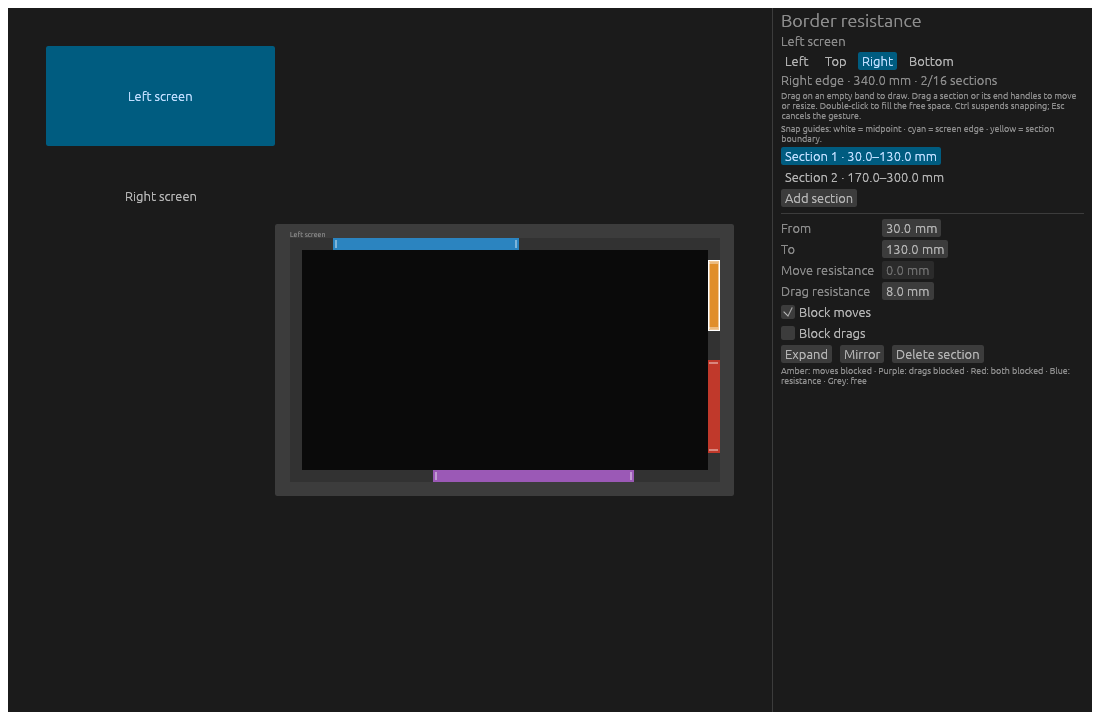 Left screen
Right screen
Left screen
Border resistance
Left screen
Left Top Right Bottom
Right edge · 340.0 mm · 2/16 sections
Drag on an empty band to draw. Drag a section or its end handles to move
or resize. Double-click to fill the free space. Ctrl suspends snapping; Esc
cancels the gesture.
Snap guides: white = midpoint · cyan = screen edge · yellow = section
boundary.
Section 1 · 30.0–130.0 mm
Section 2 · 170.0–300.0 mm
Add section
From 30.0 mm
To 130.0 mm
Move resistance 0.0 mm
Drag resistance 8.0 mm
Block moves
Block drags
Expand Mirror Delete section
Amber: moves blocked · Purple: drags blocked · Red: both blocked · Blue:
resistance · Grey: free